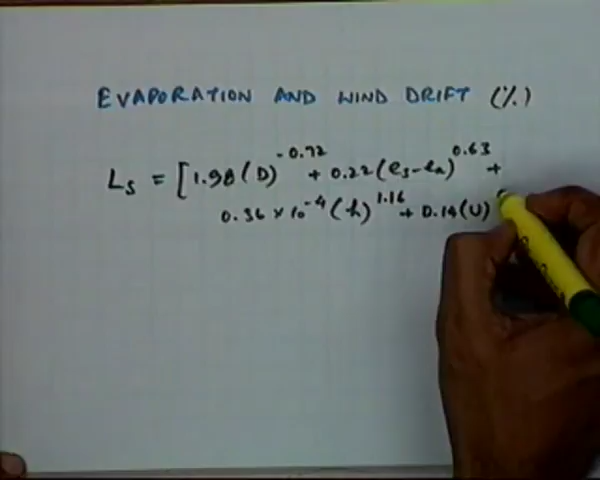 EVAPORATION AND WIND DRIFT (%)
Ls = [1.98 (D)^-0.72 + 0.22 (es-ea)^0.63 +
0.36 × 10^-4 (h)^1.16 + 0.14 (U)